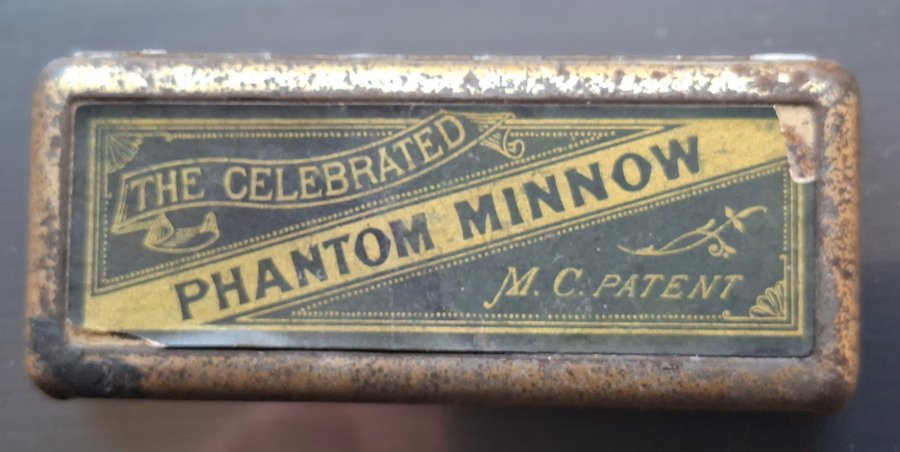 THE CELEBRATED
PHANTOM MINNOW
M. C. PATENT